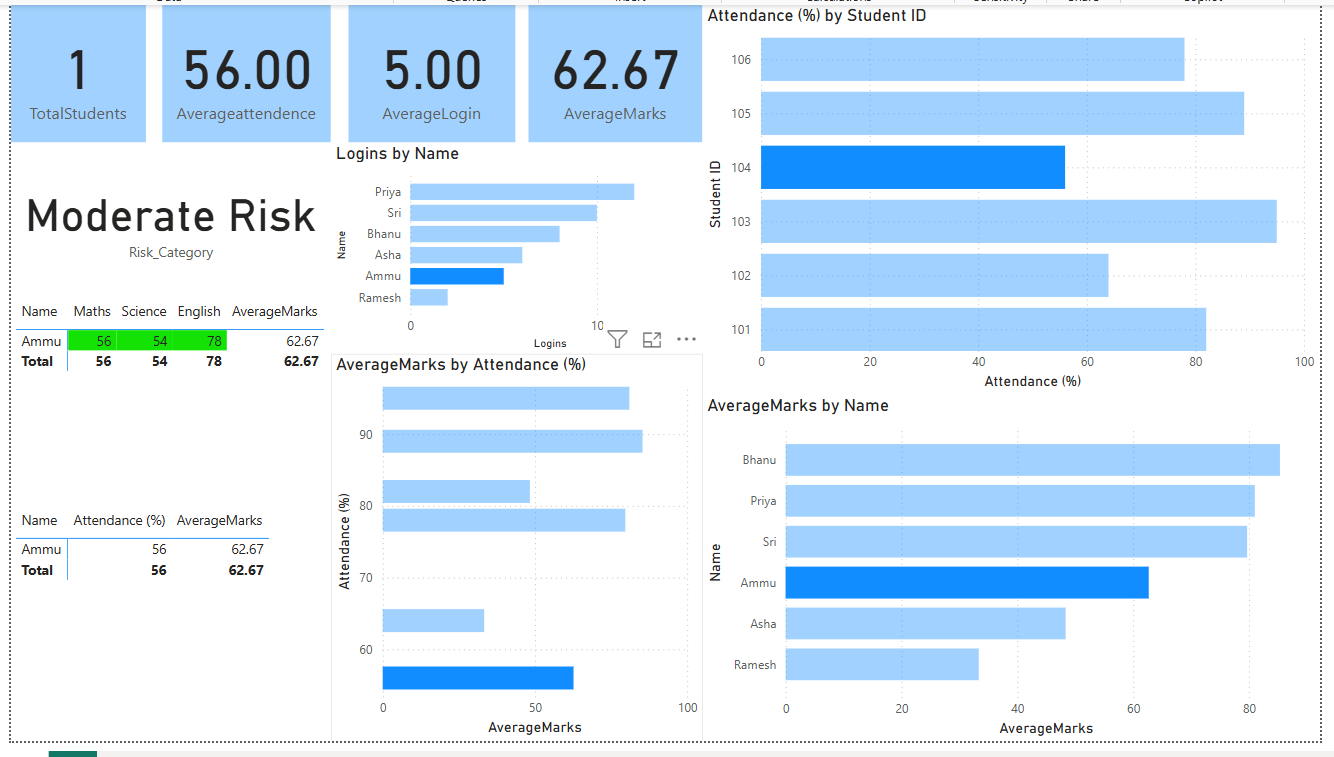 1
TotalStudents
56.00
Averageattendence
5.00
AverageLogin
62.67
AverageMarks
Moderate Risk
Risk_Category
Name Maths Science English AverageMarks
Ammu 56 54 78 62.67
Total 56 54 78 62.67
Name Attendance (%) AverageMarks
Ammu 56 62.67
Total 56 62.67
Logins by Name
Name
Priya
Sri
Bhanu
Asha
Ammu
Ramesh
0 10
Logins
AverageMarks by Attendance (%)
Attendance (%)
90
80
70
60
0 50 100
AverageMarks
Attendance (%) by Student ID
Student ID
106
105
104
103
102
101
0 20 40 60 80 100
Attendance (%)
AverageMarks by Name
Name
Bhanu
Priya
Sri
Ammu
Asha
Ramesh
0 20 40 60 80
AverageMarks